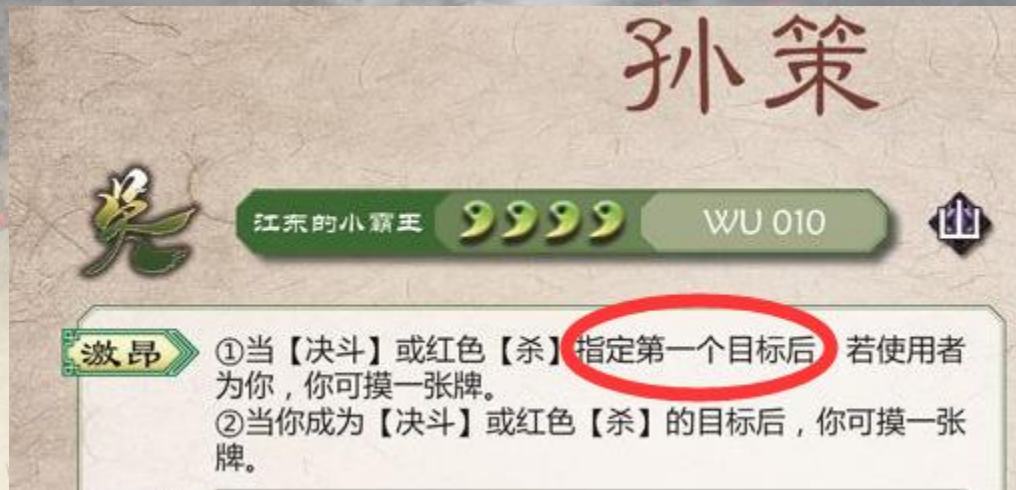 孙策
吴
江东的小霸王 WU 010
山
激昂
①当【决斗】或红色【杀】指定第一个目标后，若使用者
为你，你可摸一张牌。
②当你成为【决斗】或红色【杀】的目标后，你可摸一张
牌。